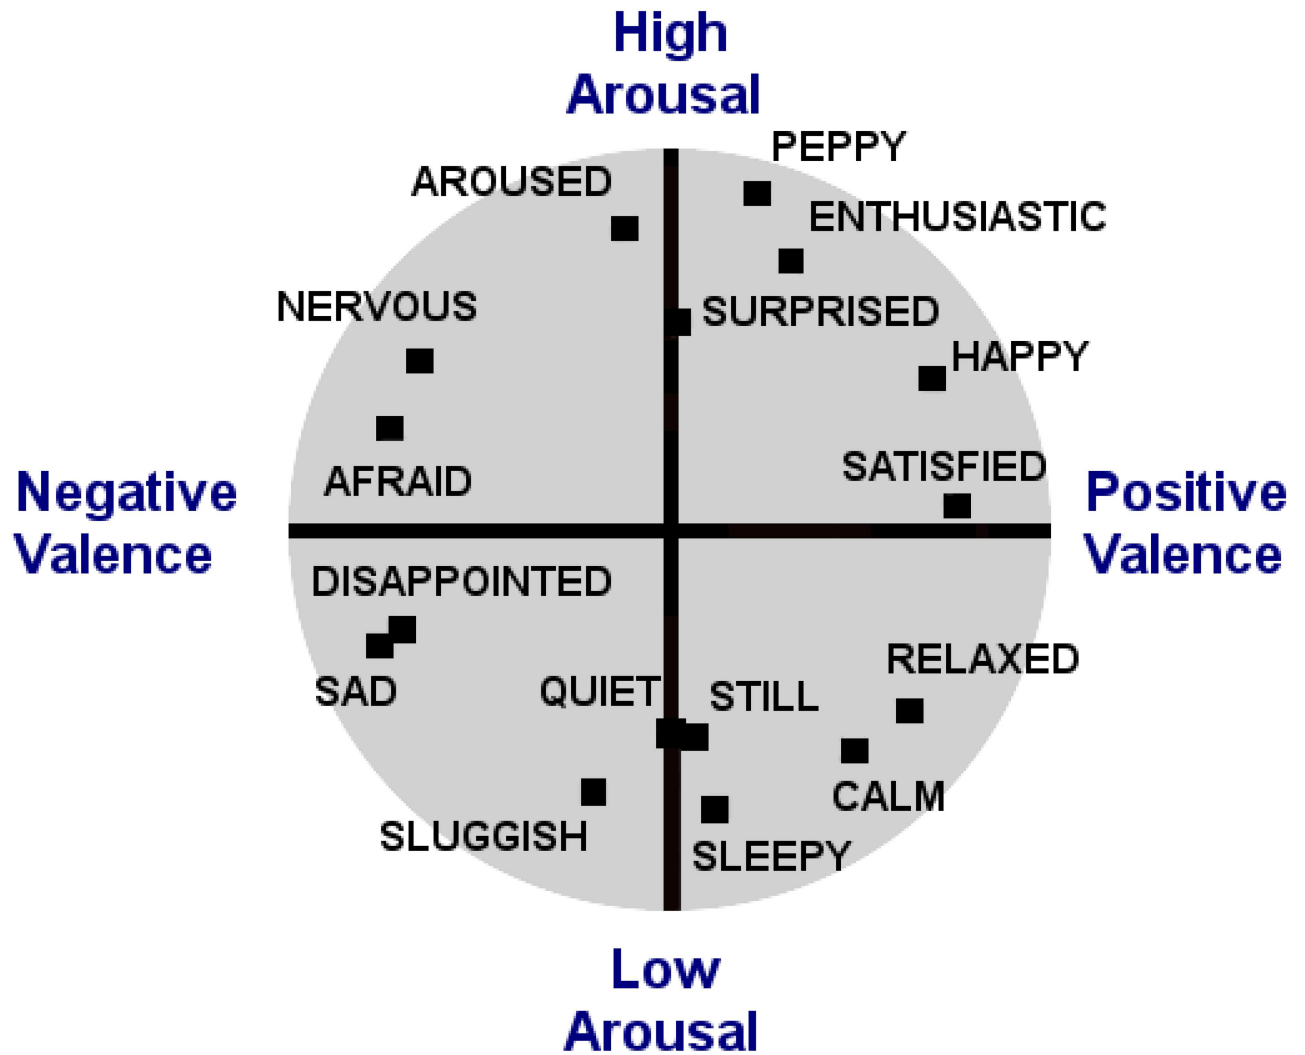 High
Arousal
PEPPY
AROUSED
ENTHUSIASTIC
NERVOUS
SURPRISED
HAPPY
SATISFIED
AFRAID
Negative
Valence
Positive
Valence
DISAPPOINTED
RELAXED
SAD
QUIET
STILL
CALM
SLUGGISH
SLEEPY
Low
Arousal